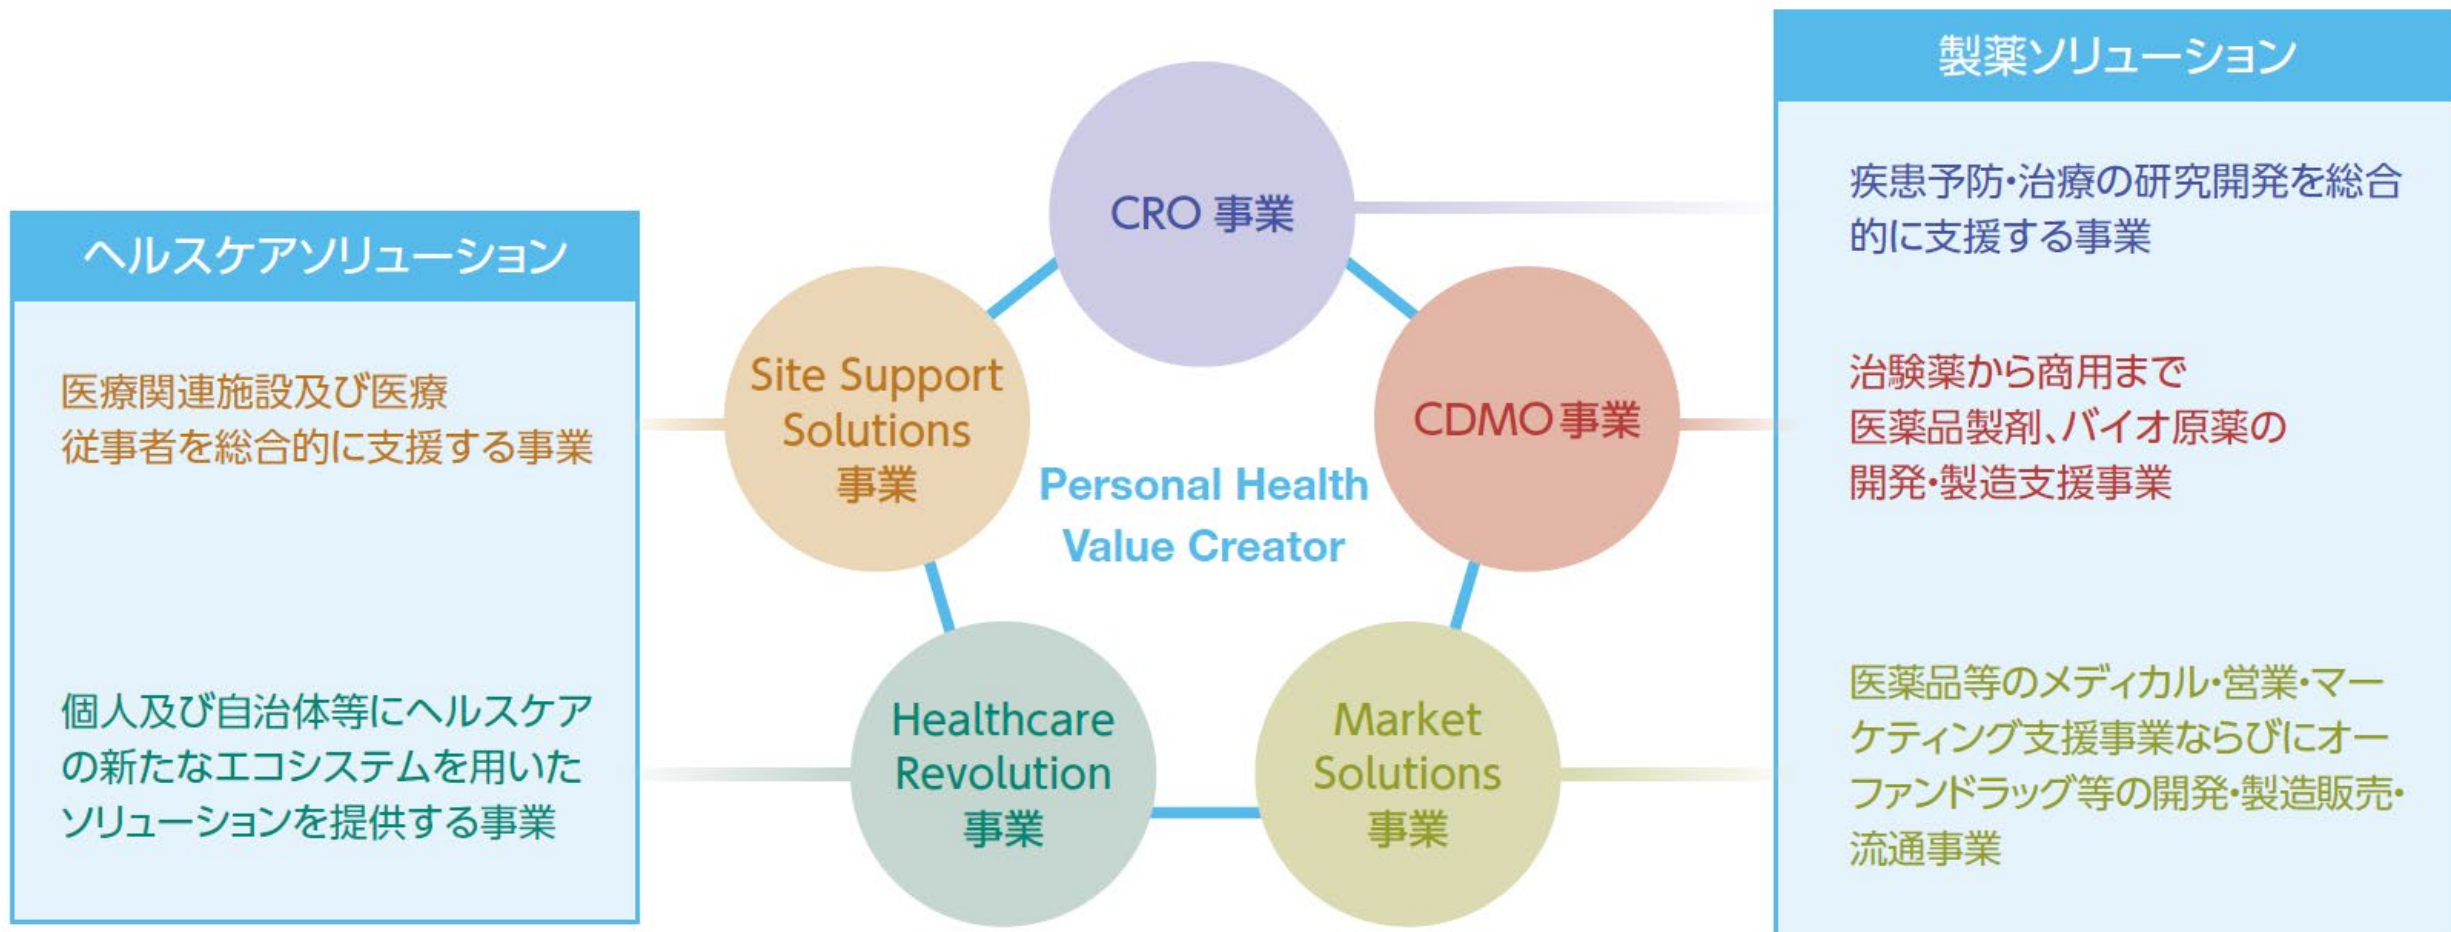 ヘルスケアソリューション
医療関連施設及び医療
従事者を総合的に支援する事業
個人及び自治体等にヘルスケア
の新たなエコシステムを用いた
ソリューションを提供する事業
CRO 事業
Site Support
Solutions
事業
CDMO 事業
Personal Health
Value Creator
Healthcare
Revolution
事業
Market
Solutions
事業
製薬ソリューション
疾患予防・治療の研究開発を総合
的に支援する事業
治験薬から商用まで
医薬品製剤、バイオ原薬の
開発・製造支援事業
医薬品等のメディカル・営業・マー
ケティング支援事業ならびにオー
ファンドラッグ等の開発・製造販売・
流通事業